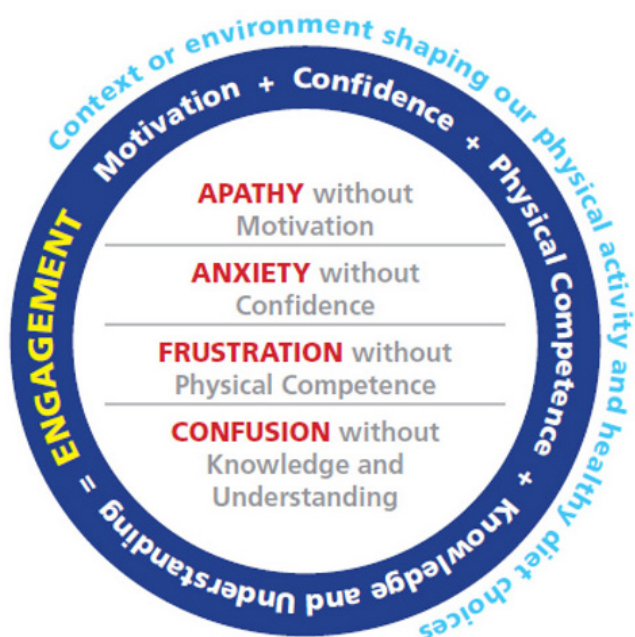 Context or environment shaping our physical activity and healthy diet choices
Motivation + Confidence + Physical Competence + Knowledge and Understanding = ENGAGEMENT
APATHY without
Motivation
ANXIETY without
Confidence
FRUSTRATION without
Physical Competence
CONFUSION without
Knowledge and
Understanding